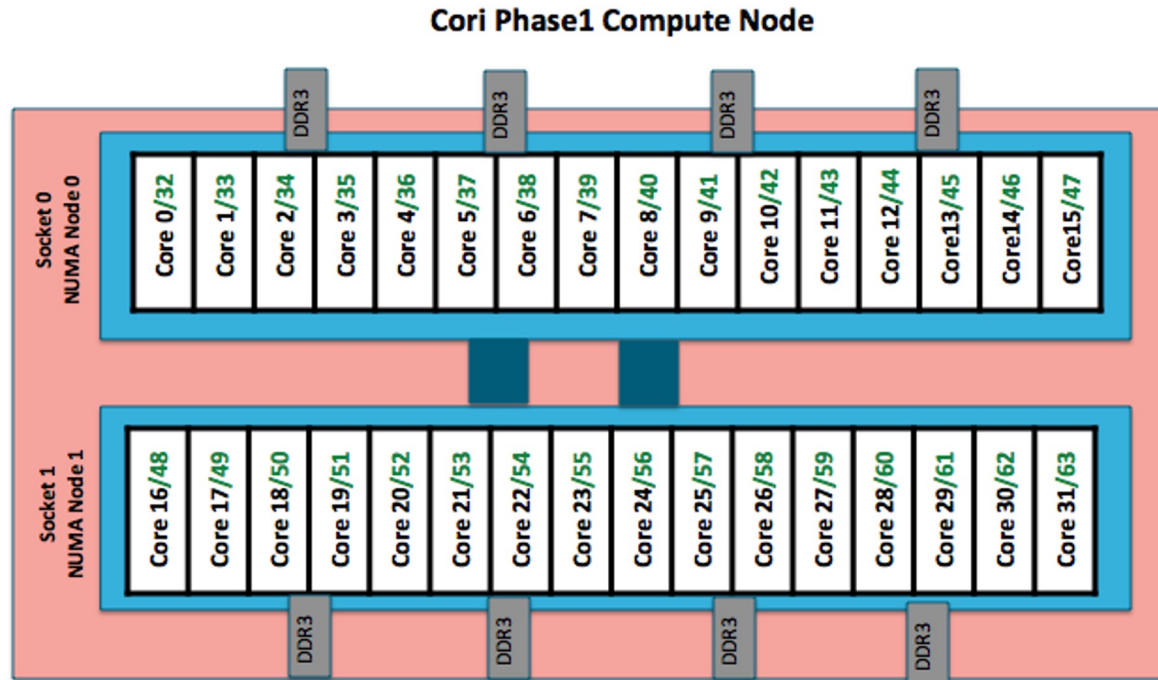 Cori Phase1 Compute Node
DDR3
DDR3
DDR3
DDR3
Socket 0
NUMA Node 0
Core 0/32
Core 1/33
Core 2/34
Core 3/35
Core 4/36
Core 5/37
Core 6/38
Core 7/39
Core 8/40
Core 9/41
Core 10/42
Core 11/43
Core 12/44
Core13/45
Core14/46
Core15/47
Socket 1
NUMA Node 1
Core 16/48
Core 17/49
Core 18/50
Core 19/51
Core 20/52
Core 21/53
Core 22/54
Core 23/55
Core 24/56
Core 25/57
Core 26/58
Core 27/59
Core 28/60
Core 29/61
Core 30/62
Core 31/63
DDR3
DDR3
DDR3
DDR3